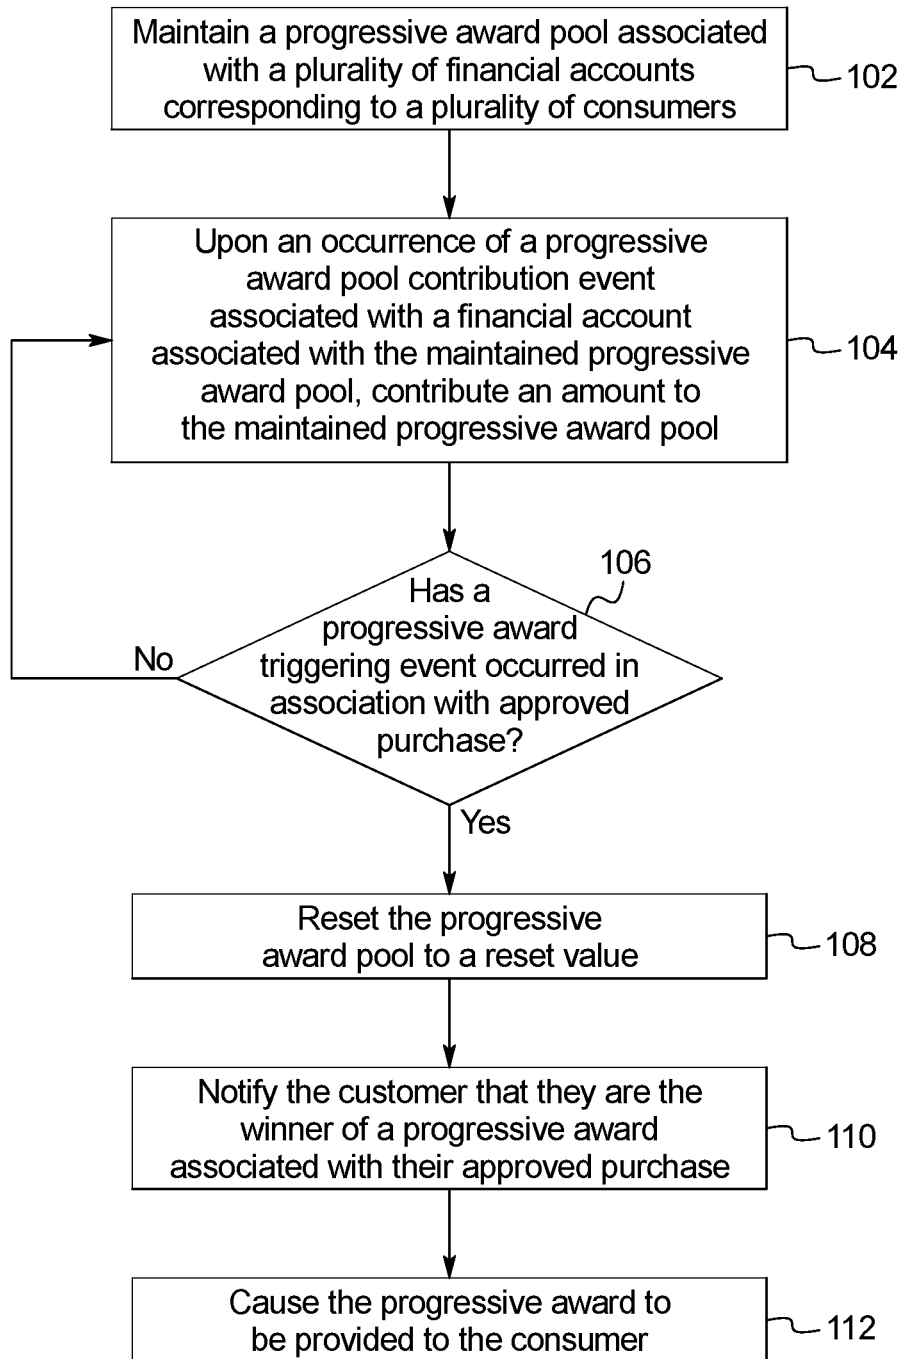 Maintain a progressive award pool associated
with a plurality of financial accounts
corresponding to a plurality of consumers
102
Upon an occurrence of a progressive
award pool contribution event
associated with a financial account
associated with the maintained progressive
award pool, contribute an amount to
the maintained progressive award pool
104
106
Has a
progressive award
triggering event occurred in
association with approved
purchase?
No
Yes
Reset the progressive
award pool to a reset value
108
Notify the customer that they are the
winner of a progressive award
associated with their approved purchase
110
Cause the progressive award to
be provided to the consumer
112